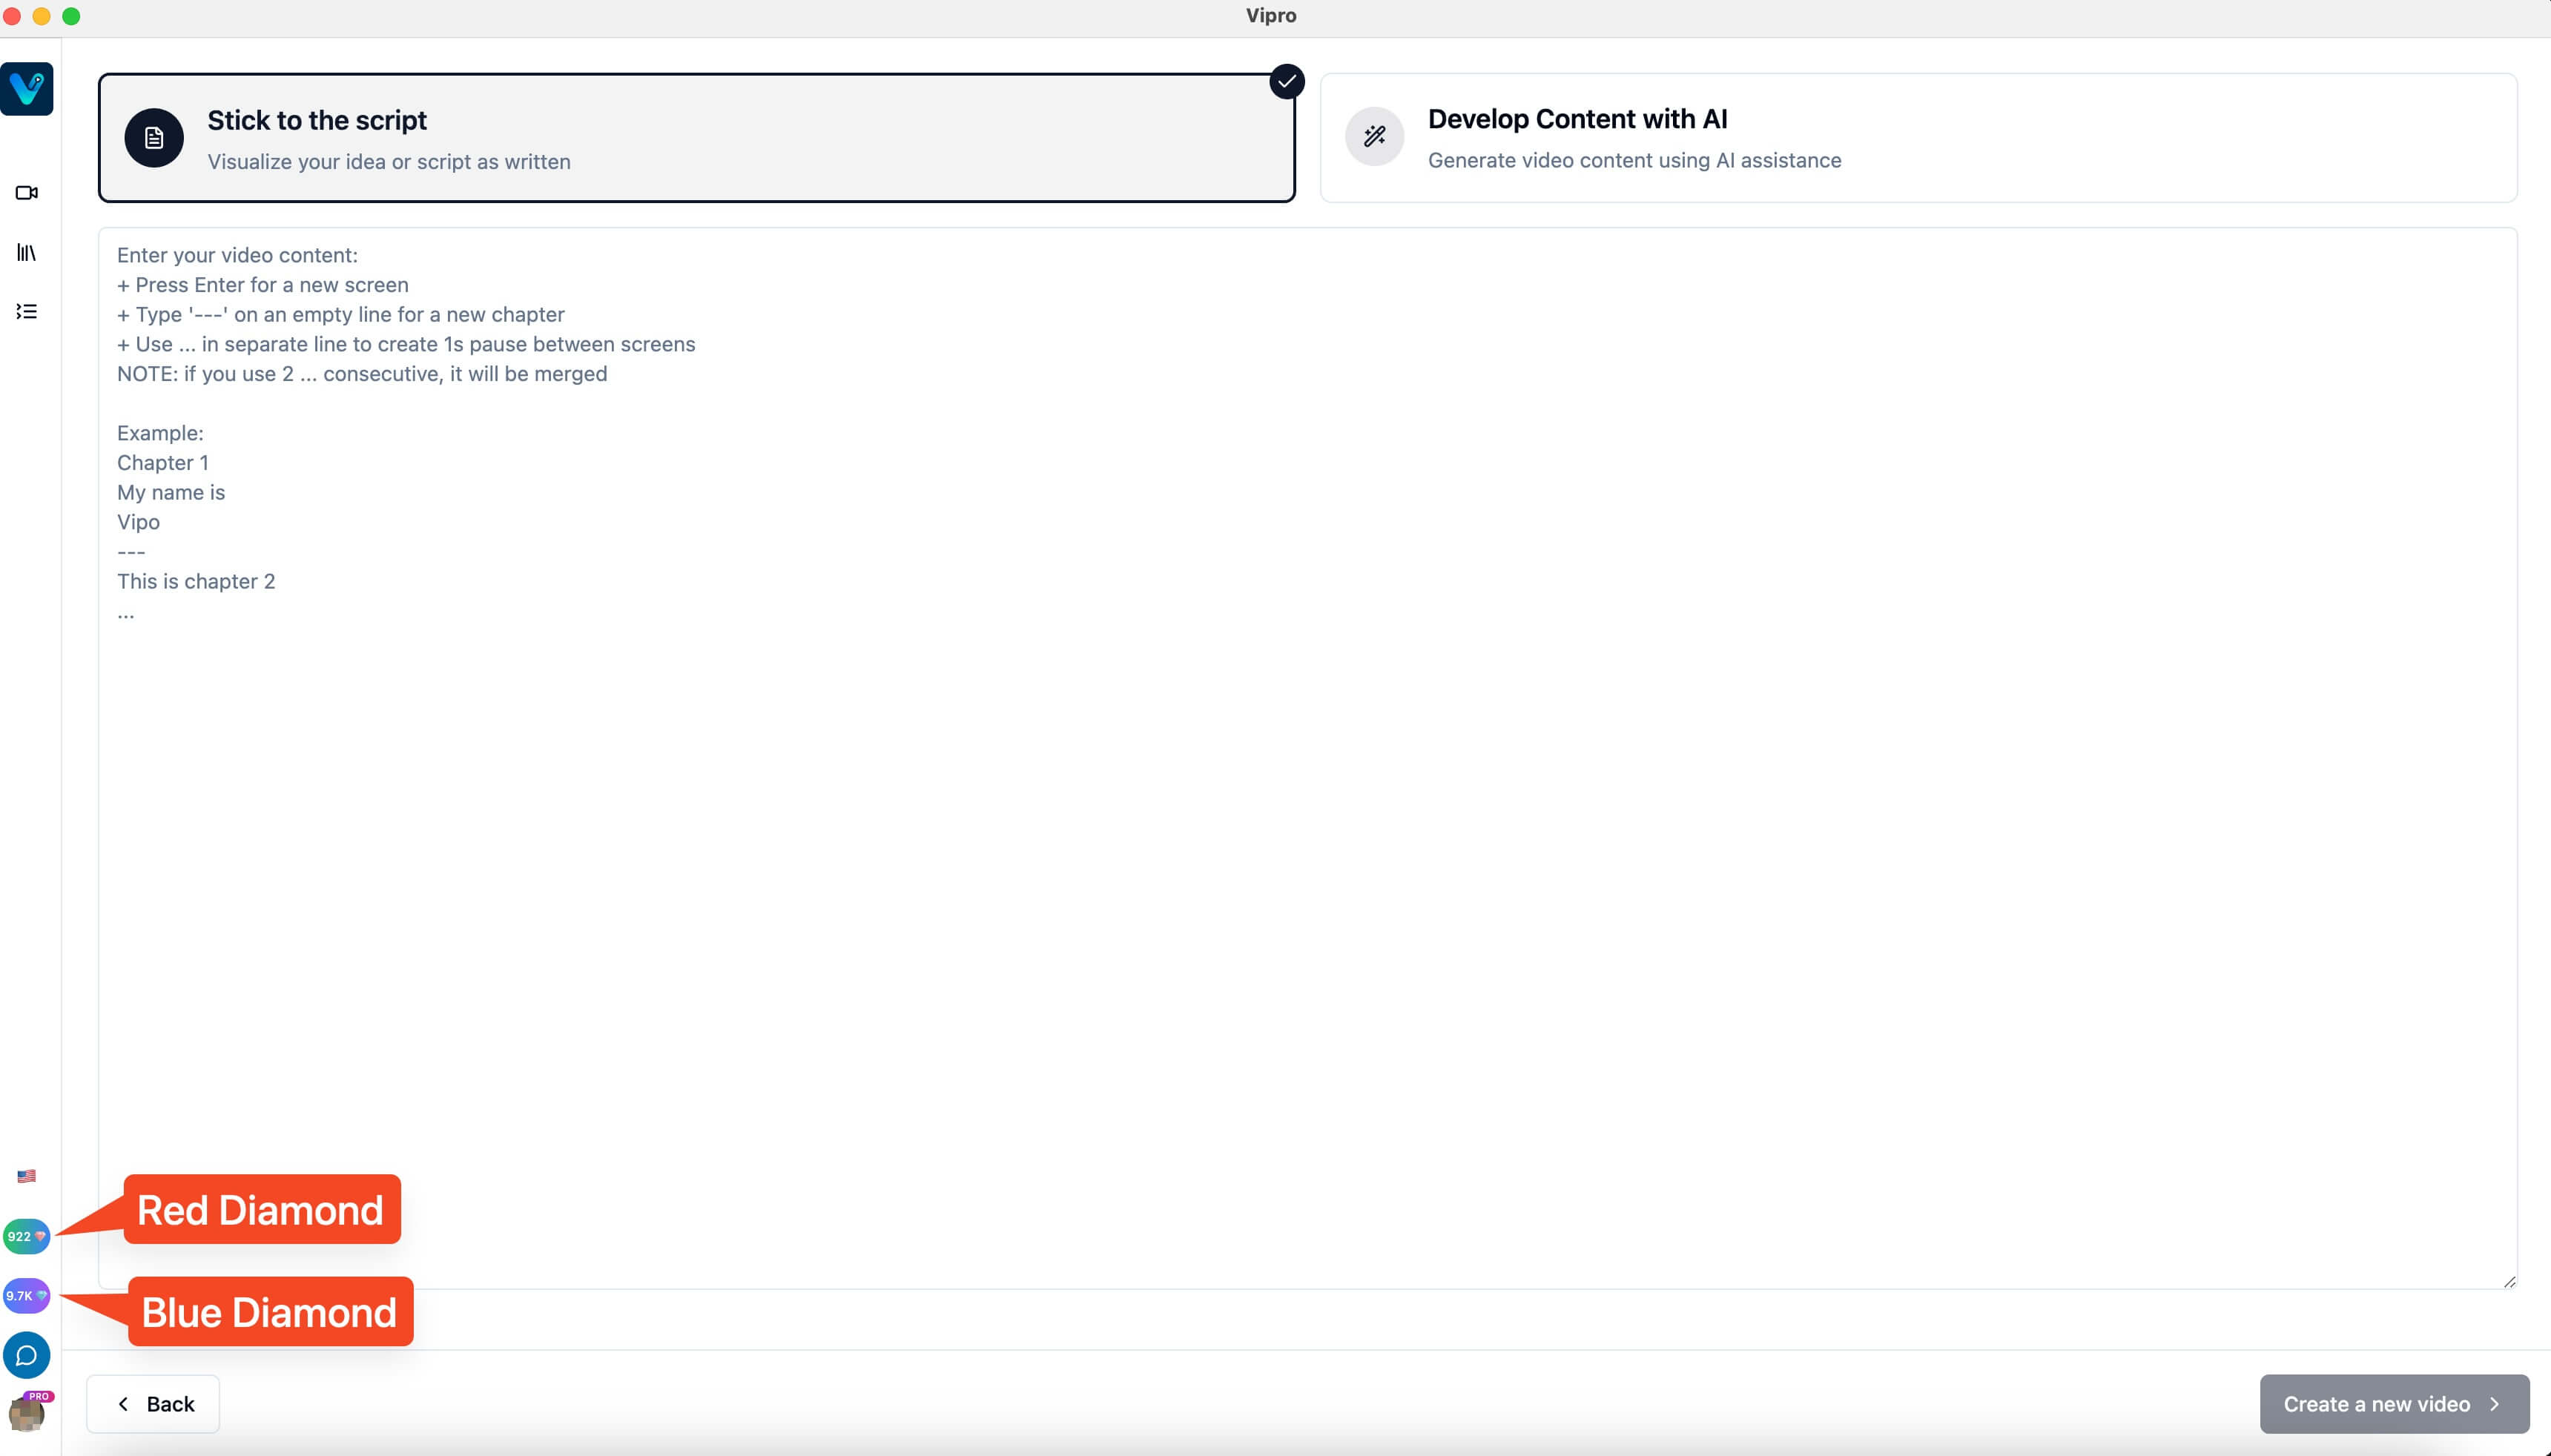 Vipro
Stick to the script
Visualize your idea or script as written
Develop Content with AI
Generate video content using AI assistance
Enter your video content:
+ Press Enter for a new screen
+ Type '---' on an empty line for a new chapter
+ Use ... in separate line to create 1s pause between screens
NOTE: if you use 2 ... consecutive, it will be merged
Example:
Chapter 1
My name is
Vipo
---
This is chapter 2
...
Red Diamond
922
Blue Diamond
9.7K
PRO
Back
Create a new video